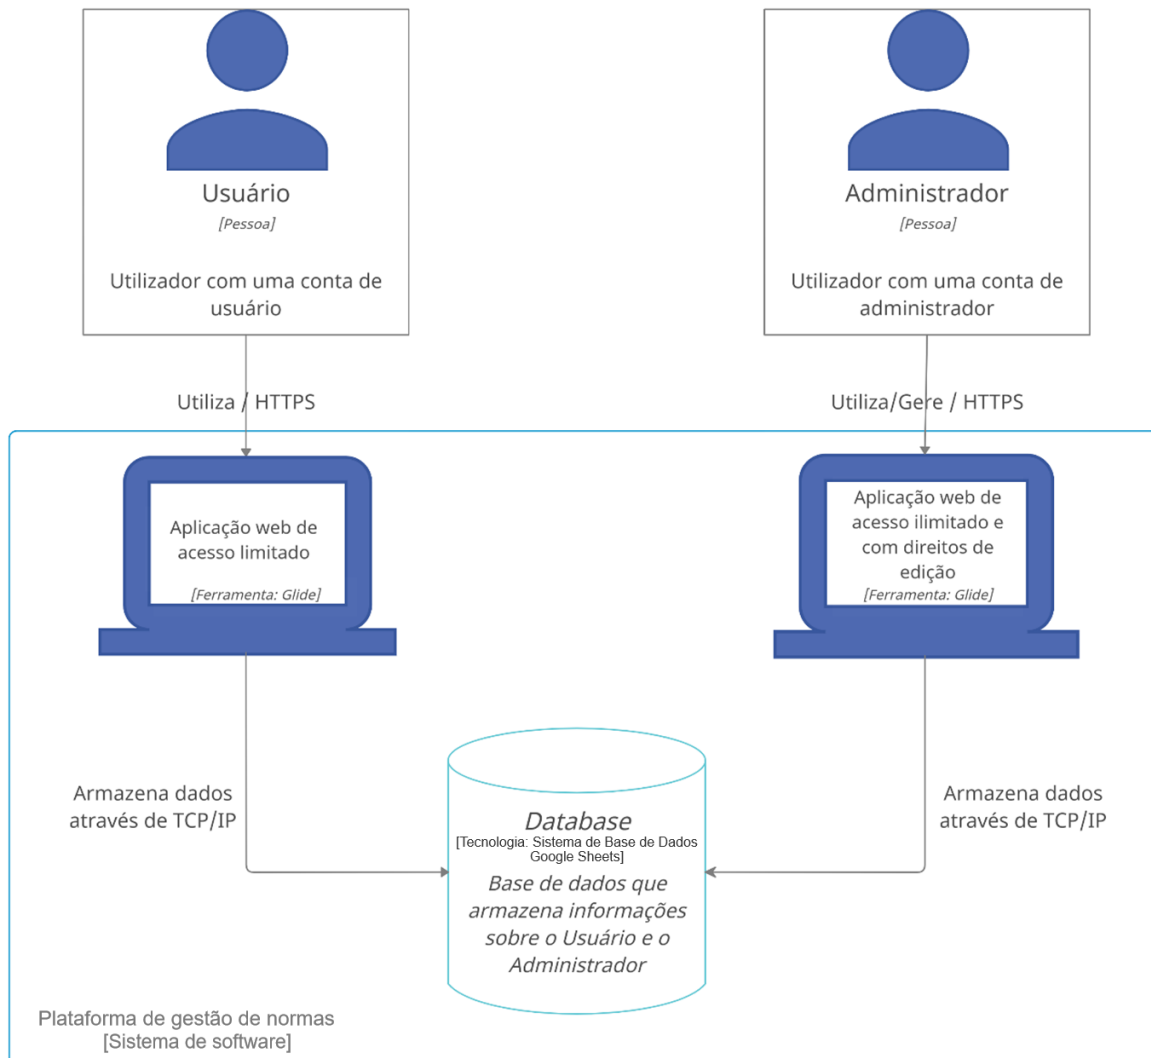 Usuário
[Pessoa]
Utilizador com uma conta de
usuário
Administrador
[Pessoa]
Utilizador com uma conta de
administrador
Utiliza / HTTPS
Utiliza/Gere / HTTPS
Aplicação web de
acesso limitado
[Ferramenta: Glide]
Aplicação web de
acesso ilimitado e
com direitos de
edição
[Ferramenta: Glide]
Armazena dados
através de TCP/IP
Database
[Tecnologia: Sistema de Base de Dados
Google Sheets]
Base de dados que
armazena informações
sobre o Usuário e o
Administrador
Armazena dados
através de TCP/IP
Plataforma de gestão de normas
[Sistema de software]